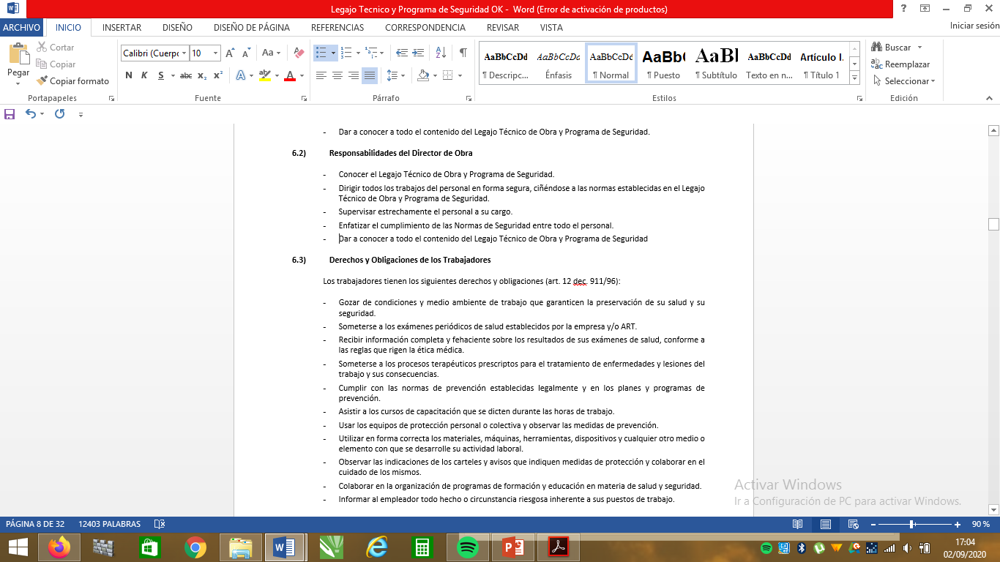 Legajo Tecnico y Programa de Seguridad OK - Word (Error de activación de productos)
ARCHIVO INICIO INSERTAR DISEÑO DISEÑO DE PÁGINA REFERENCIAS CORRESPONDENCIA REVISAR VISTA Iniciar sesión
Pegar
Cortar
Copiar
Copiar formato
Portapapeles
Calibri (Cuerpo 10
N K S abc x₂ x²
Fuente
Párrafo
AaBbCcDd AaBbCcDc AaBbCcDc AaBb( AaBl AaBbCcDd Artículo I.
¶ Descripc... Énfasis ¶ Normal ¶ Puesto ¶ Subtítulo Texto en n... ¶ Título 1
Estilos
Buscar
Reemplazar
Seleccionar
Edición
- Dar a conocer a todo el contenido del Legajo Técnico de Obra y Programa de Seguridad.
6.2) Responsabilidades del Director de Obra
- Conocer el Legajo Técnico de Obra y Programa de Seguridad.
- Dirigir todos los trabajos del personal en forma segura, ciñéndose a las normas establecidas en el Legajo
Técnico de Obra y Programa de Seguridad.
- Supervisar estrechamente el personal a su cargo.
- Enfatizar el cumplimiento de las Normas de Seguridad entre todo el personal.
- Dar a conocer a todo el contenido del Legajo Técnico de Obra y Programa de Seguridad
6.3) Derechos y Obligaciones de los Trabajadores
Los trabajadores tienen los siguientes derechos y obligaciones (art. 12 dec. 911/96):
- Gozar de condiciones y medio ambiente de trabajo que garanticen la preservación de su salud y su
seguridad.
- Someterse a los exámenes periódicos de salud establecidos por la empresa y/o ART.
- Recibir información completa y fehaciente sobre los resultados de sus exámenes de salud, conforme a
las reglas que rigen la ética médica.
- Someterse a los procesos terapéuticos prescriptos para el tratamiento de enfermedades y lesiones del
trabajo y sus consecuencias.
- Cumplir con las normas de prevención establecidas legalmente y en los planes y programas de
prevención.
- Asistir a los cursos de capacitación que se dicten durante las horas de trabajo.
- Usar los equipos de protección personal o colectiva y observar las medidas de prevención.
- Utilizar en forma correcta los materiales, máquinas, herramientas, dispositivos y cualquier otro medio o
elemento con que se desarrolle su actividad laboral.
- Observar las indicaciones de los carteles y avisos que indiquen medidas de protección y colaborar en el
cuidado de los mismos.
- Colaborar en la organización de programas de formación y educación en materia de salud y seguridad.
- Informar al empleador todo hecho o circunstancia riesgosa inherente a sus puestos de trabajo.
Activar Windows
Ir a Configuración de PC para activar Windows.
PÁGINA 8 DE 32 12403 PALABRAS 90 %
17:04
02/09/2020